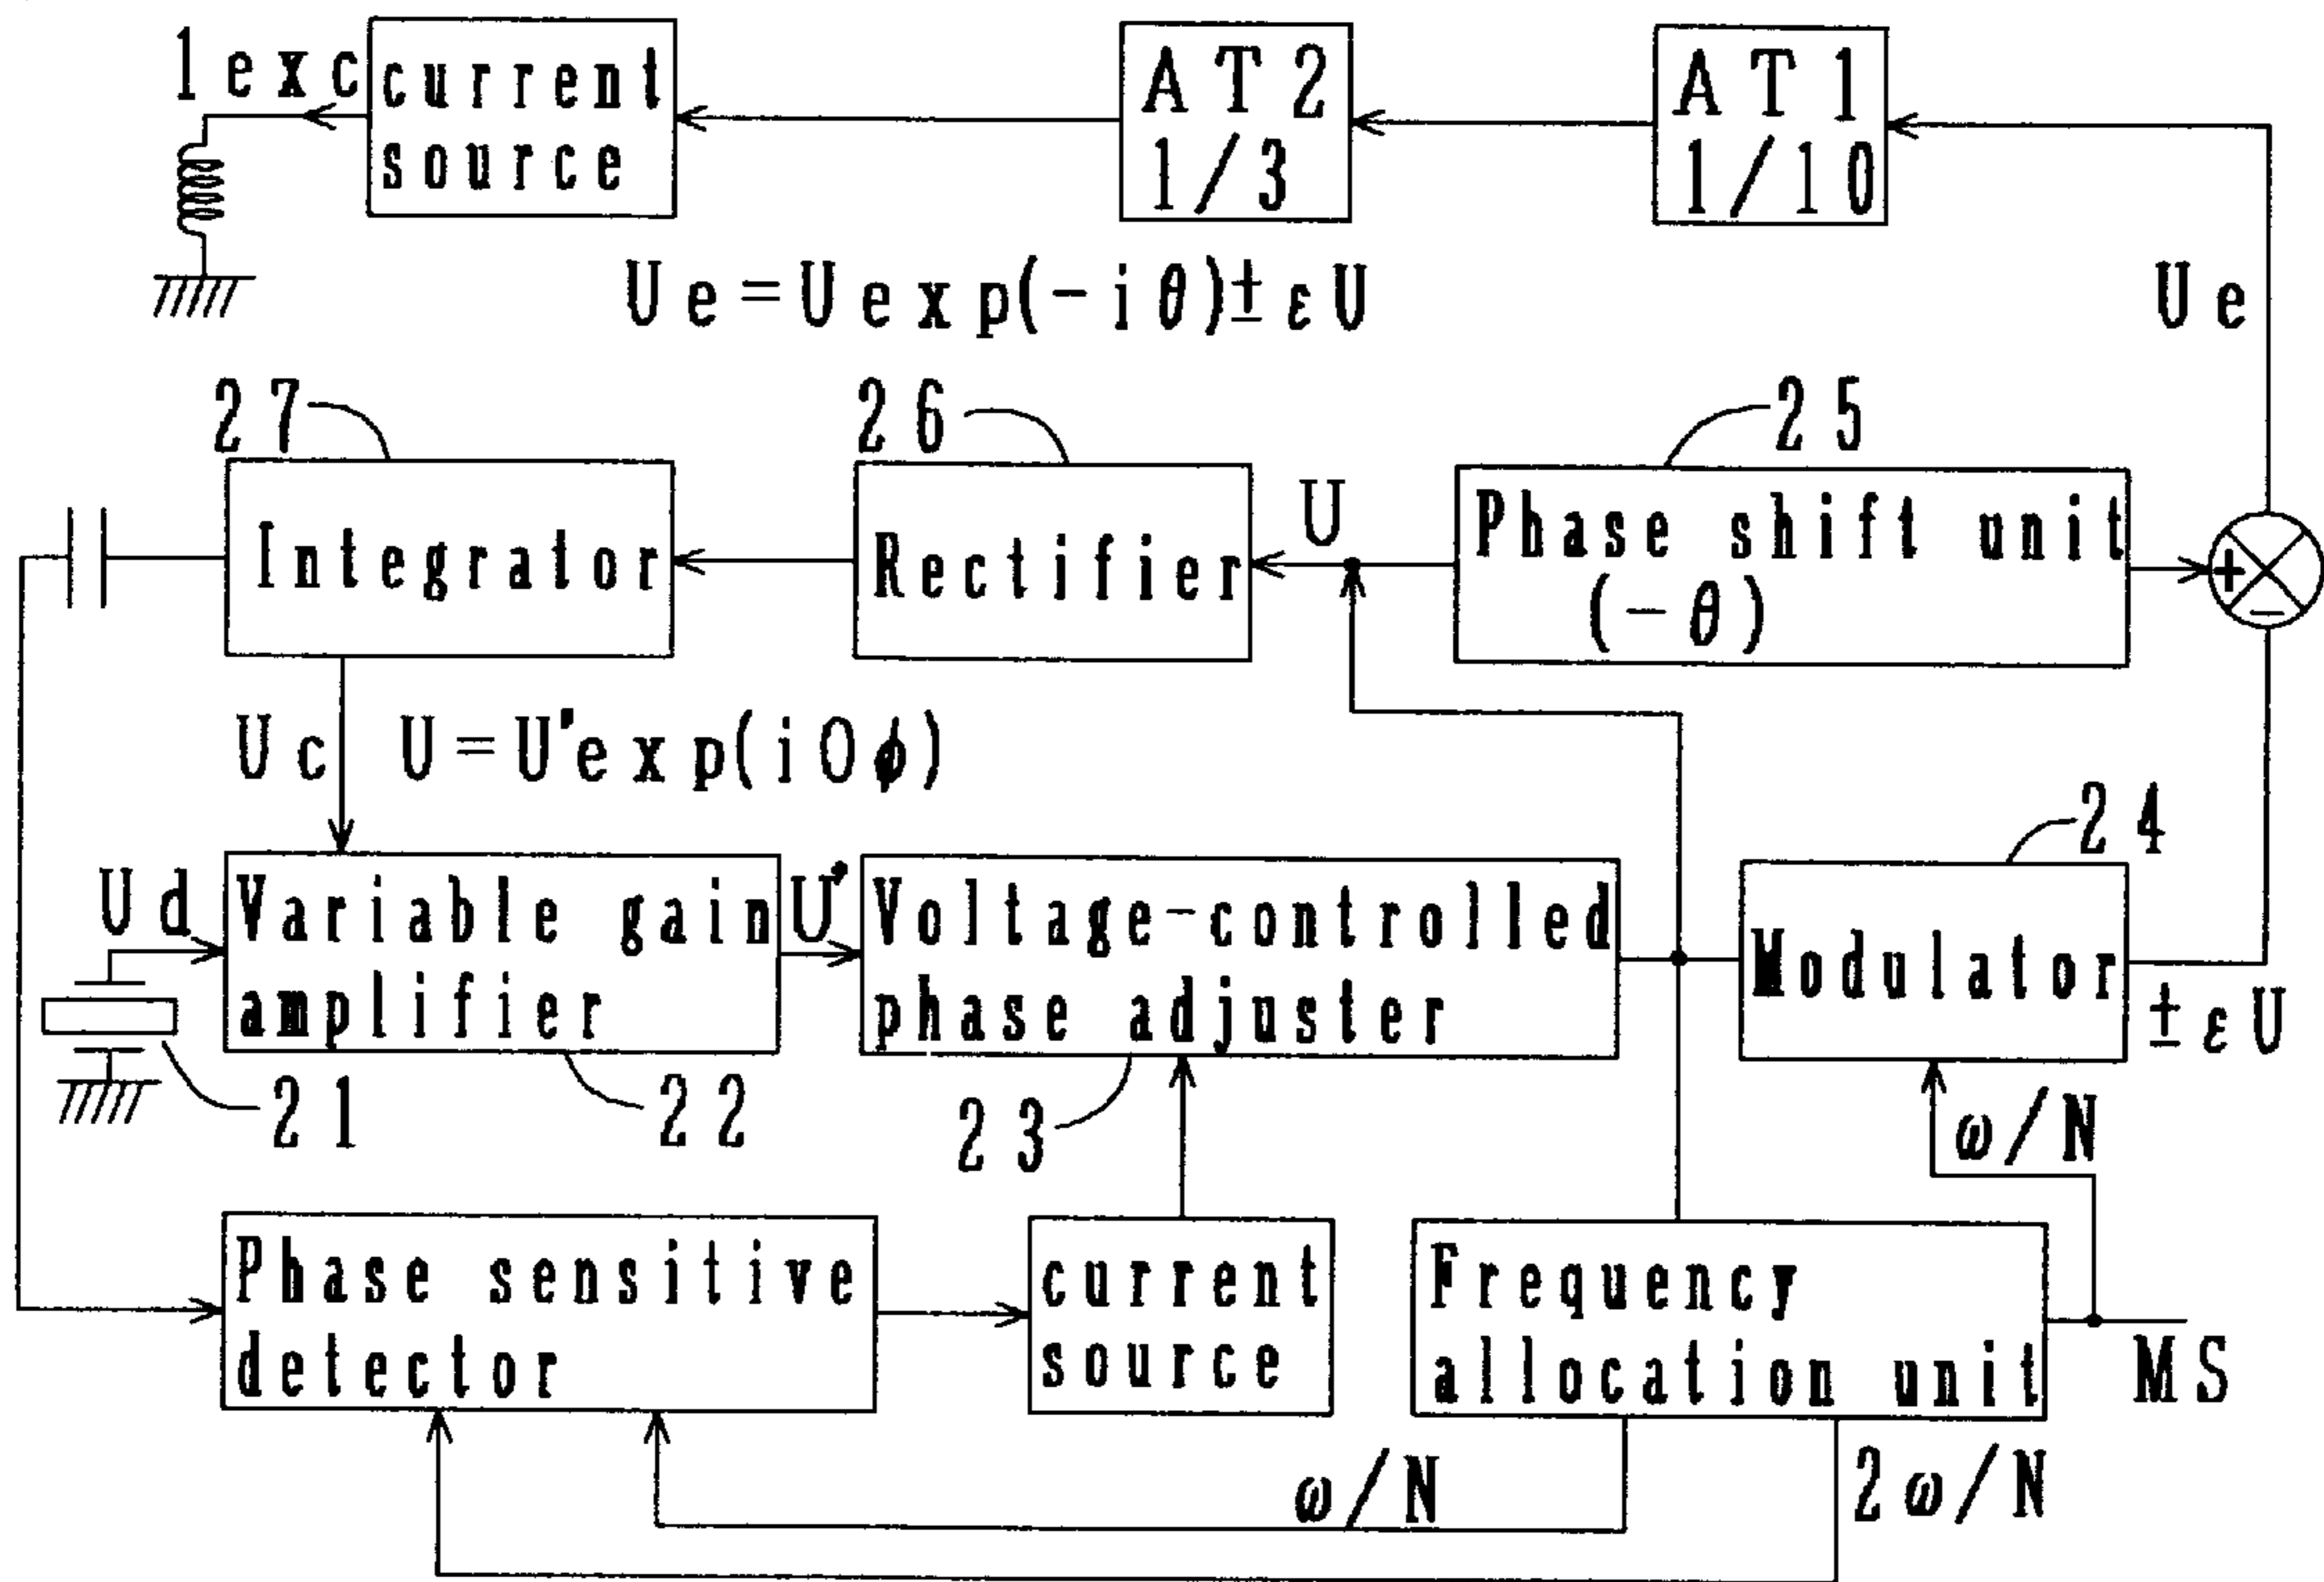 1exc
current
source
AT2
1/3
AT1
1/10
Ue=Uexp(-iθ)±εU
Ue
27
26
25
Integrator
Rectifier
U
Phase shift unit
(-θ)
+
−
Uc
U=U'exp(i0ϕ)
24
Ud
Variable gain
amplifier
U'
Voltage-controlled
phase adjuster
Modulator
±εU
21
22
23
ω/N
Phase sensitive
detector
current
source
Frequency
allocation unit
MS
ω/N
2ω/N